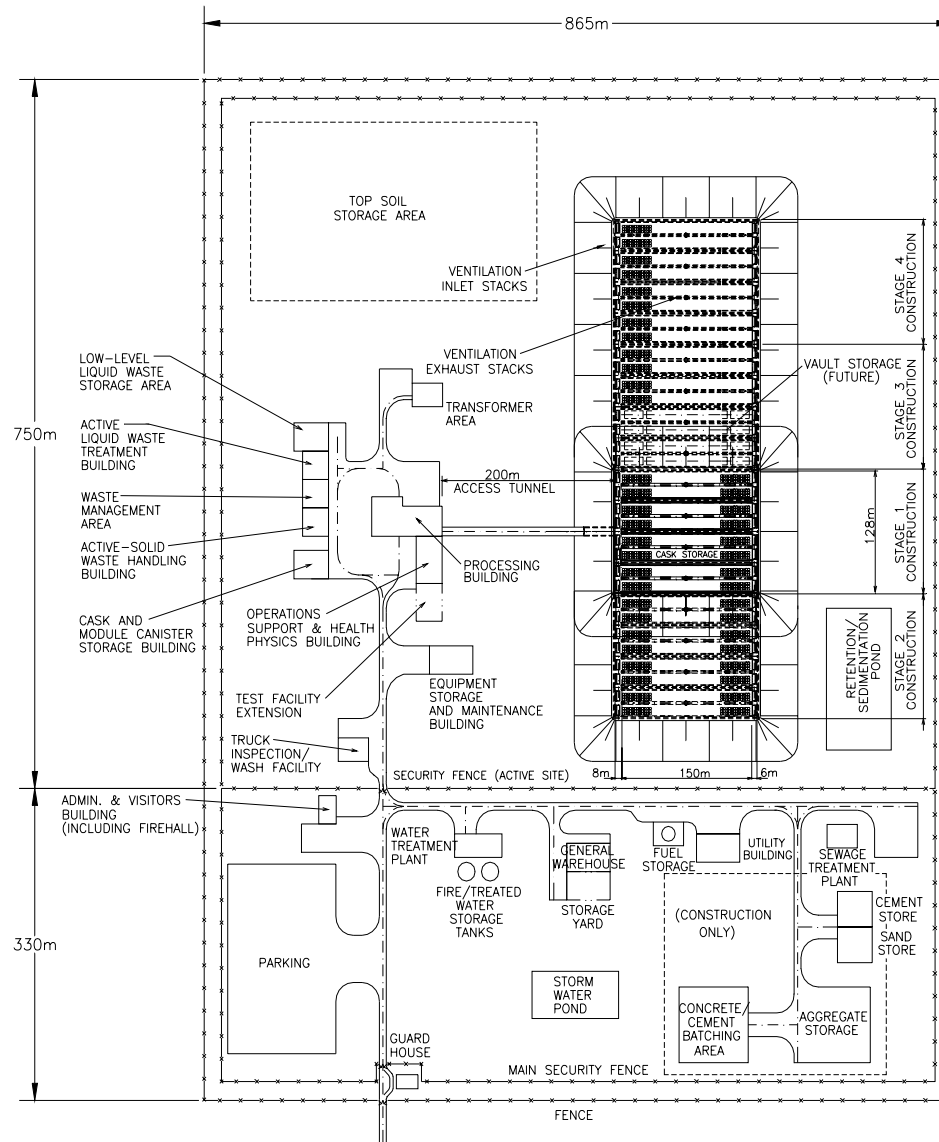 865m
TOP SOIL
STORAGE AREA
VENTILATION
INLET STACKS
STAGE 4
CONSTRUCTION
VENTILATION
EXHAUST STACKS
VAULT STORAGE
(FUTURE)
STAGE 3
CONSTRUCTION
LOW-LEVEL
LIQUID WASTE
STORAGE AREA
TRANSFORMER
AREA
750m
ACTIVE
LIQUID WASTE
TREATMENT
BUILDING
200m
ACCESS TUNNEL
WASTE
MANAGEMENT
AREA
128m
STAGE 1
CONSTRUCTION
ACTIVE-SOLID
WASTE HANDLING
BUILDING
CASK STORAGE
PROCESSING
BUILDING
CASK AND
MODULE CANISTER
STORAGE BUILDING
OPERATIONS
SUPPORT & HEALTH
PHYSICS BUILDING
RETENTION/
SEDIMENTATION
POND
STAGE 2
CONSTRUCTION
TEST FACILITY
EXTENSION
EQUIPMENT
STORAGE
AND MAINTENANCE
BUILDING
TRUCK
INSPECTION/
WASH FACILITY
8m
150m
6m
SECURITY FENCE (ACTIVE SITE)
ADMIN. & VISITORS
BUILDING
(INCLUDING FIREHALL)
WATER
TREATMENT
PLANT
GENERAL
WAREHOUSE
FUEL
STORAGE
UTILITY
BUILDING
SEWAGE
TREATMENT
PLANT
FIRE/TREATED
WATER
STORAGE
TANKS
STORAGE
YARD
(CONSTRUCTION
ONLY)
CEMENT
STORE
SAND
STORE
330m
PARKING
STORM
WATER
POND
CONCRETE/
CEMENT
BATCHING
AREA
AGGREGATE
STORAGE
GUARD
HOUSE
MAIN SECURITY FENCE
FENCE